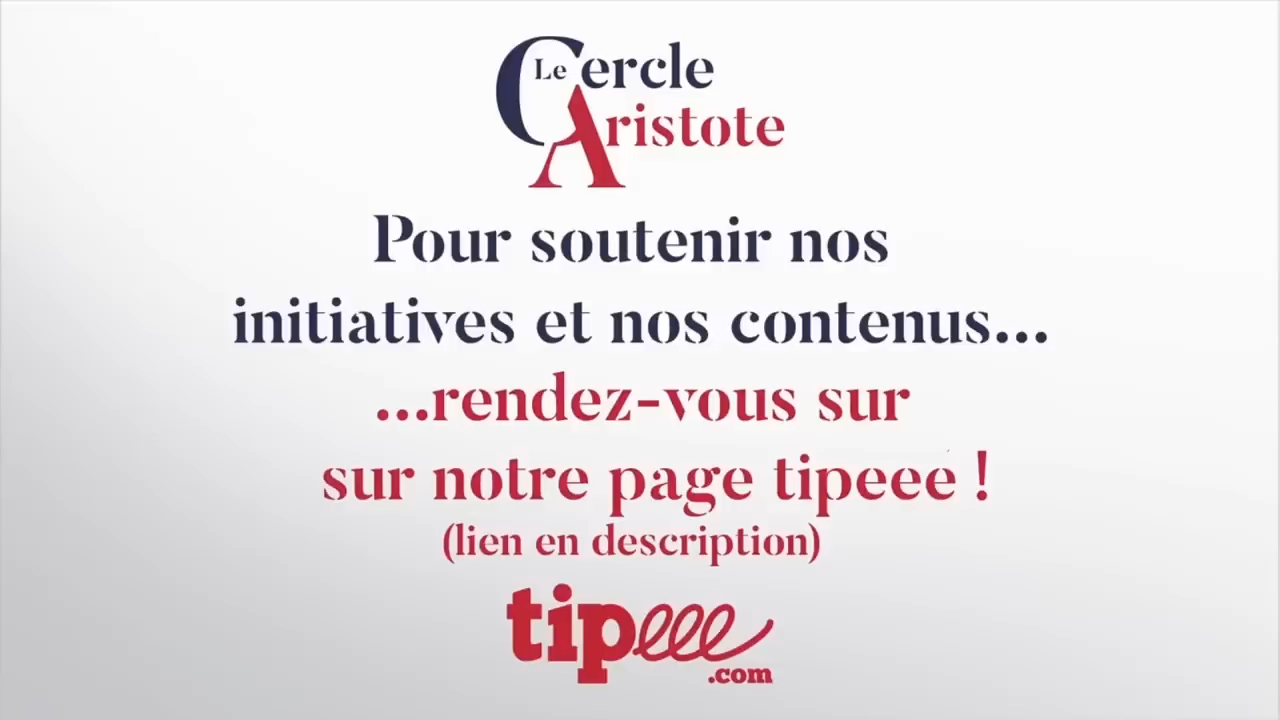 Le Cercle
Aristote
Pour soutenir nos
initiatives et nos contenus...
...rendez-vous sur
sur notre page tipeee !
(lien en description)
tipeee
.com